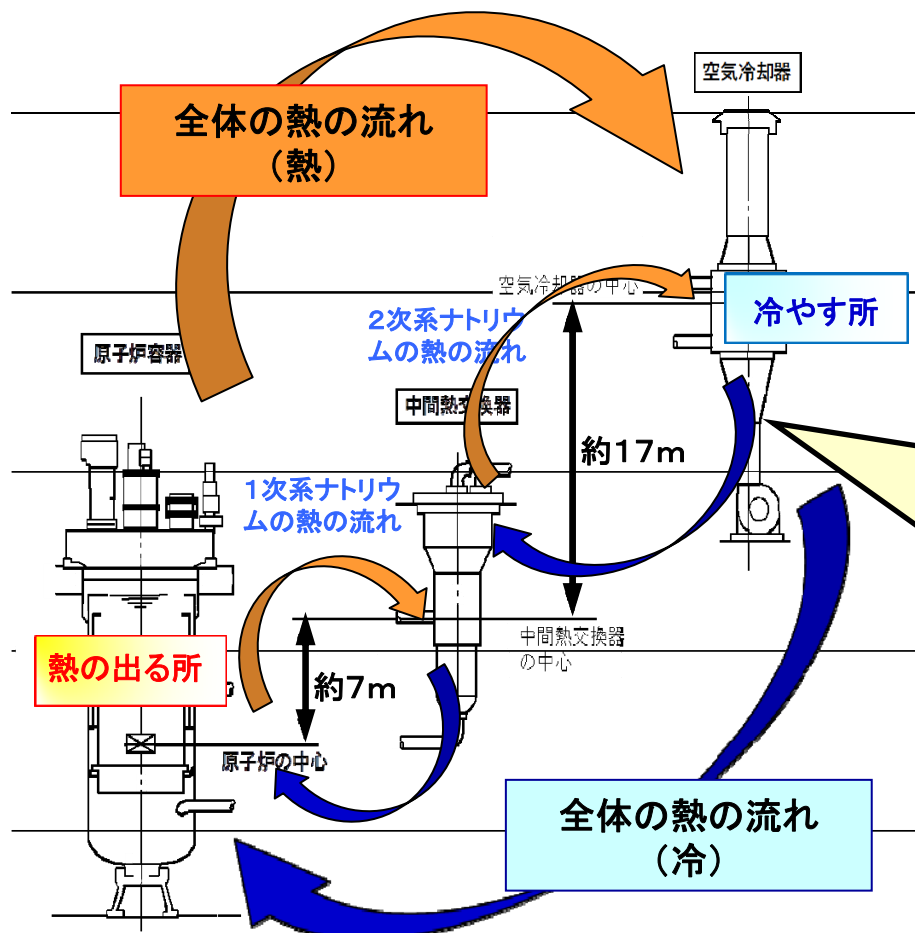 空気冷却器
全体の熱の流れ
（熱）
空気冷却器の中心
冷やす所
2次系ナトリウ
ムの熱の流れ
原子炉容器
中間熱交換器
約17m
1次系ナトリウ
ムの熱の流れ
中間熱交換器
の中心
熱の出る所
約7m
原子炉の中心
全体の熱の流れ
（冷）